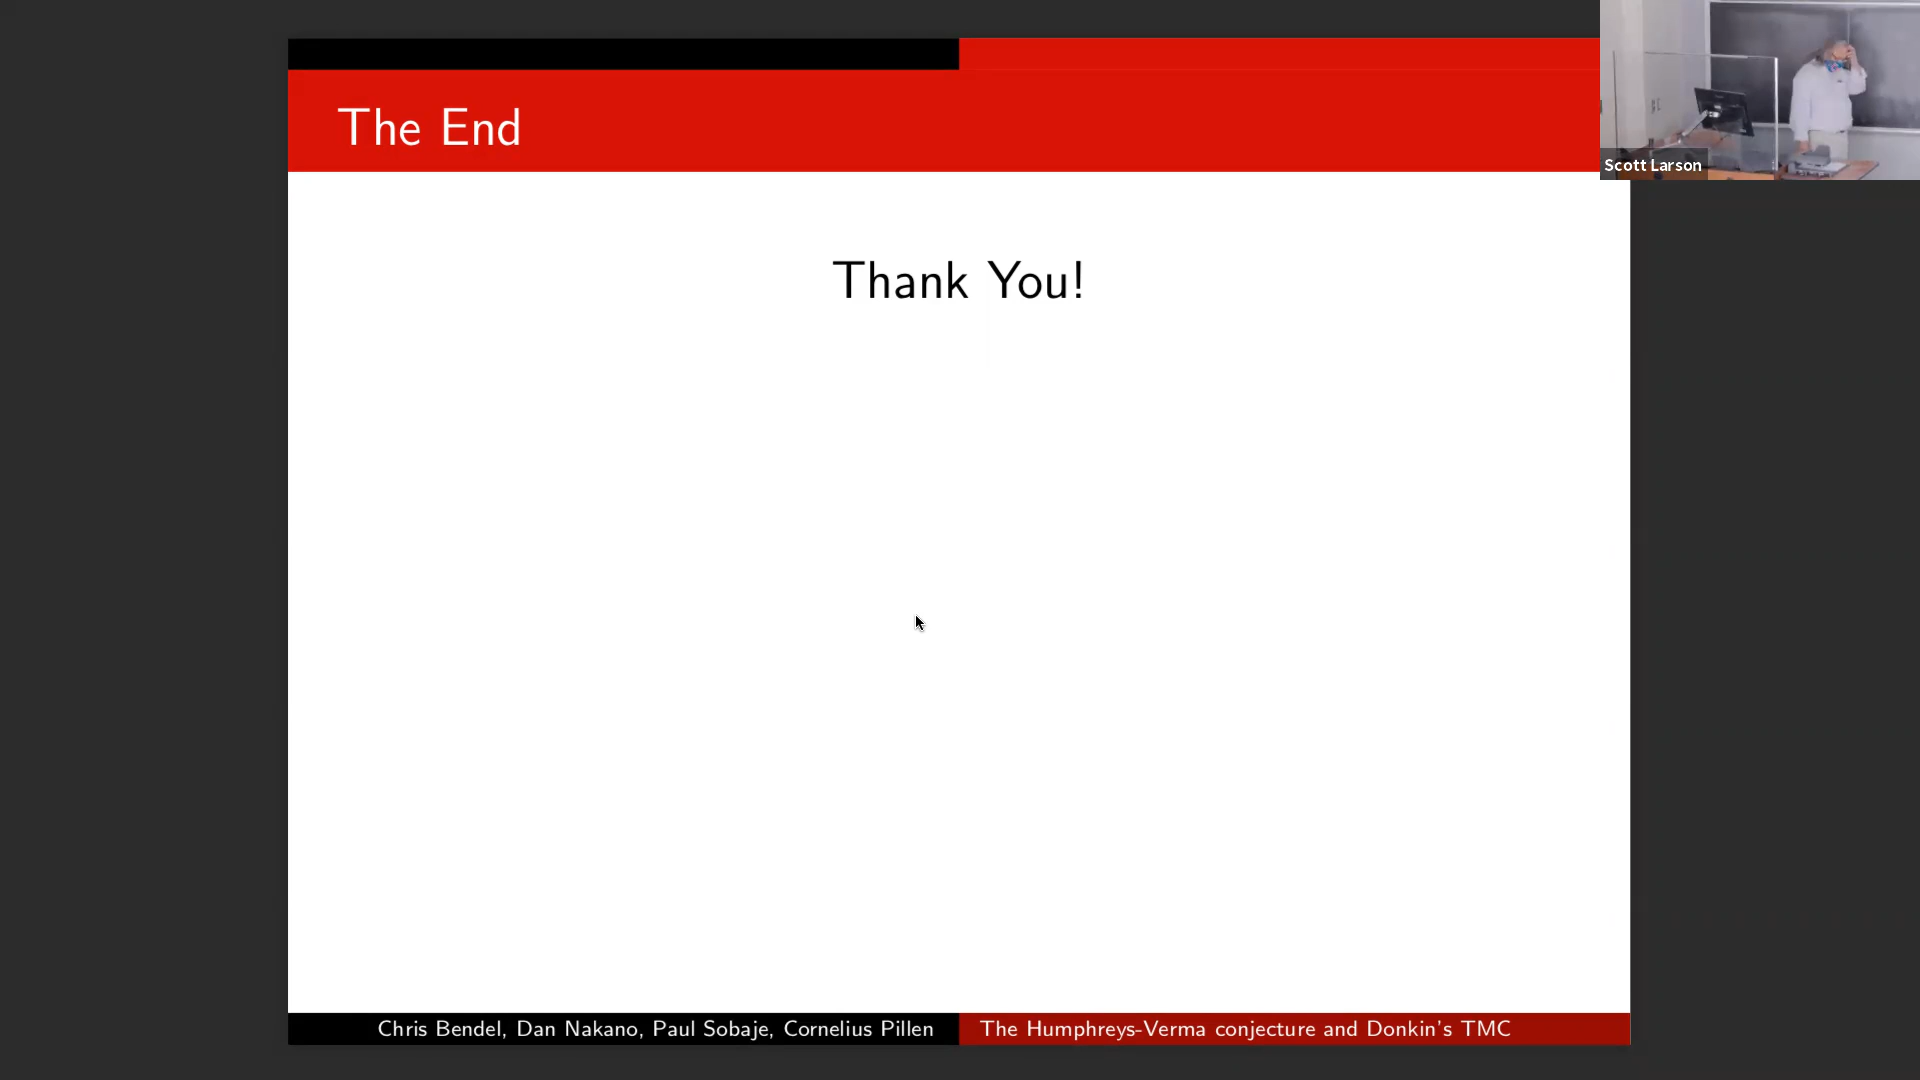 The End
Scott Larson
Thank You!
Chris Bendel, Dan Nakano, Paul Sobaje, Cornelius Pillen
The Humphreys-Verma conjecture and Donkin's TMC